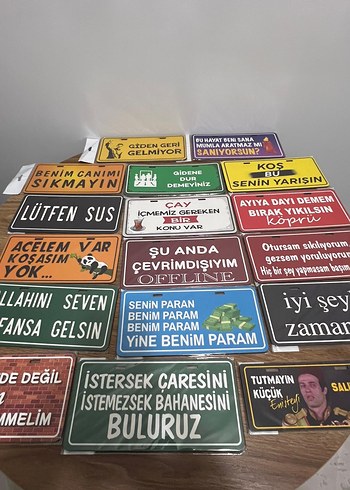 GİDEN GERİ
GELMİYOR
BU HAYAT BENİ SANA
MUMLA ARATMAZ MI
SANIYORSUN?
BENİM CANIMI
SIKMAYIN
GİDENE
DUR
DEMEYİNİZ
KOŞ
BU
SENİN YARIŞIN
LÜTFEN SUS
ÇAY
İÇMEMİZ GEREKEN
BİR
KONU VAR
AYIYA DAYI DEMEM
BIRAK YIKILSIN
köprü
ACELEM VAR
KOŞASIM
YOK...
ŞU ANDA
ÇEVRİMDIŞIYIM
OFFLINE
Otursam sıkılıyorum
gezsem yoruluyorum
Hiç bir şey yapmasam
LLAHINI SEVEN
FANSA GELSIN
SENİN PARAN
BENİM PARAM
BENİM PARAM
YİNE BENİM PARAM
iyi şey
zaman
DE DEĞİL
MMELİM
İSTERSEK ÇARESİNİ
İSTEMEZSEK BAHANESİNİ
BULURUZ
TUTMAYIN
KÜÇÜK
Enişteyi
SAL